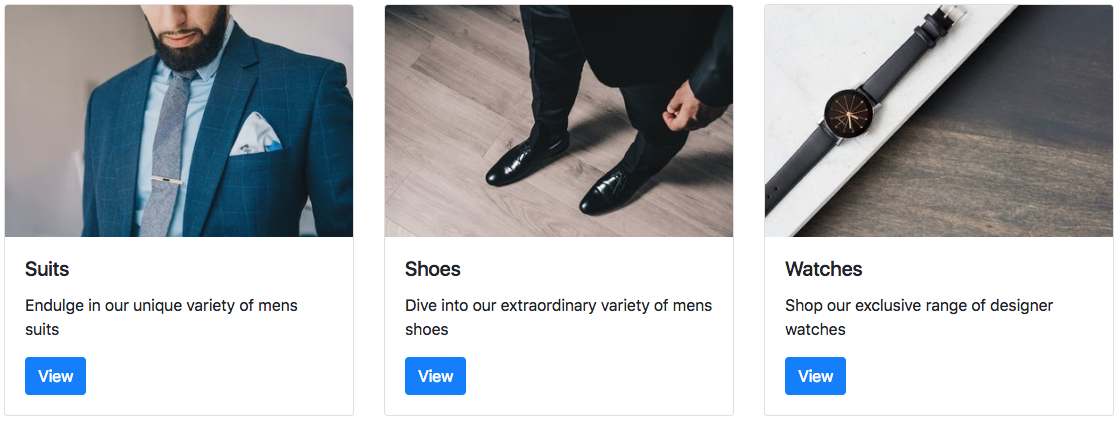 Suits
Endulge in our unique variety of mens
suits
View
Shoes
Dive into our extraordinary variety of mens
shoes
View
Watches
Shop our exclusive range of designer
watches
View